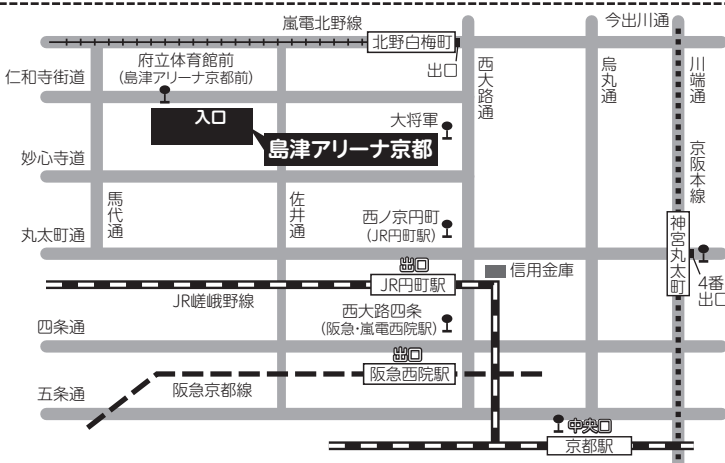 嵐電北野線
今出川通
北野白梅町
出口
府立体育館前
(島津アリーナ京都前)
仁和寺街道
西大路通
烏丸通
川端通
入口
大将軍
島津アリーナ京都
妙心寺道
京阪本線
馬代通
佐井通
西ノ京円町
(JR円町駅)
丸太町通
神宮丸太町
4番
出口
出口
JR円町駅
信用金庫
JR嵯峨野線
西大路四条
(阪急・嵐電西院駅)
四条通
出口
阪急西院駅
阪急京都線
五条通
中央口
京都駅